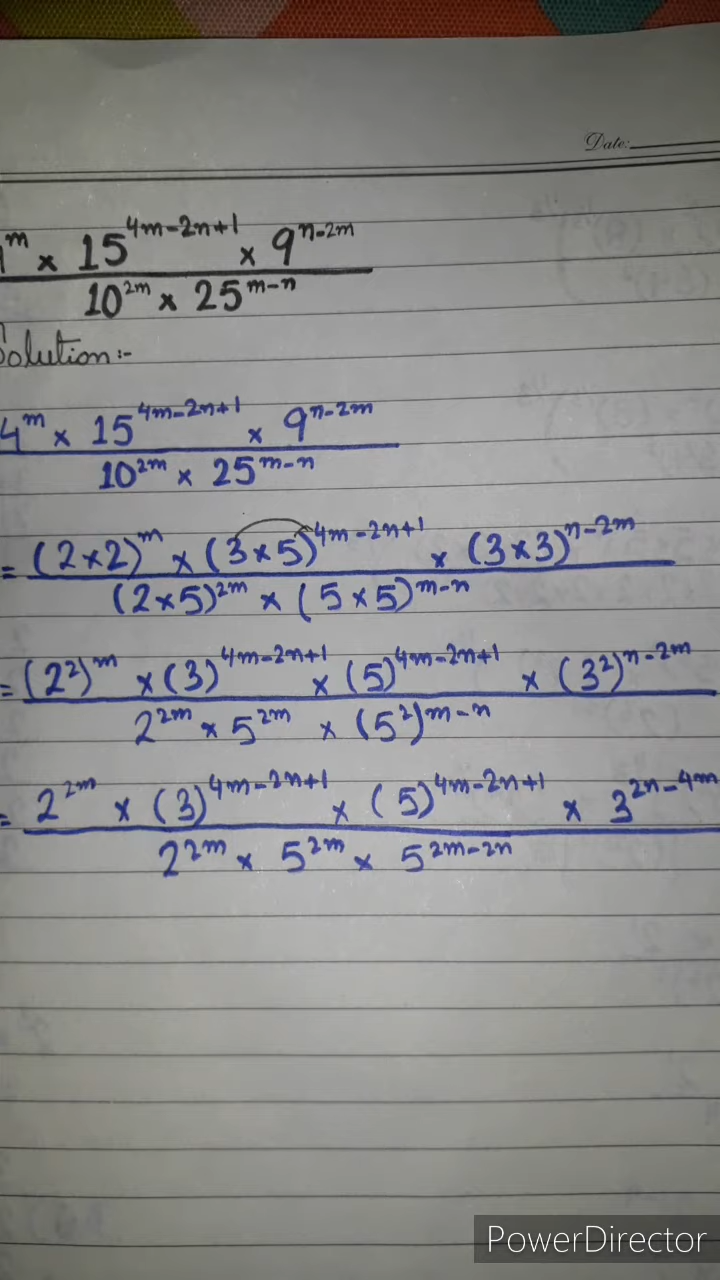 Date:
m × 15^4m-2n+1 × 9^n-2m
10^2m × 25^m-n
Solution:-
4^m × 15^4m-2n+1 × 9^n-2m
10^2m × 25^m-n
= (2×2)^m × (3×5)^4m-2n+1 × (3×3)^n-2m
(2×5)^2m × (5×5)^m-n
= (2²)^m × (3)^4m-2n+1 × (5)^4m-2n+1 × (3²)^n-2m
2^2m × 5^2m × (5²)^m-n
= 2^2m × (3)^4m-2n+1 × (5)^4m-2n+1 × 3^2n-4m
2^2m × 5^2m × 5^2m-2n
PowerDirector